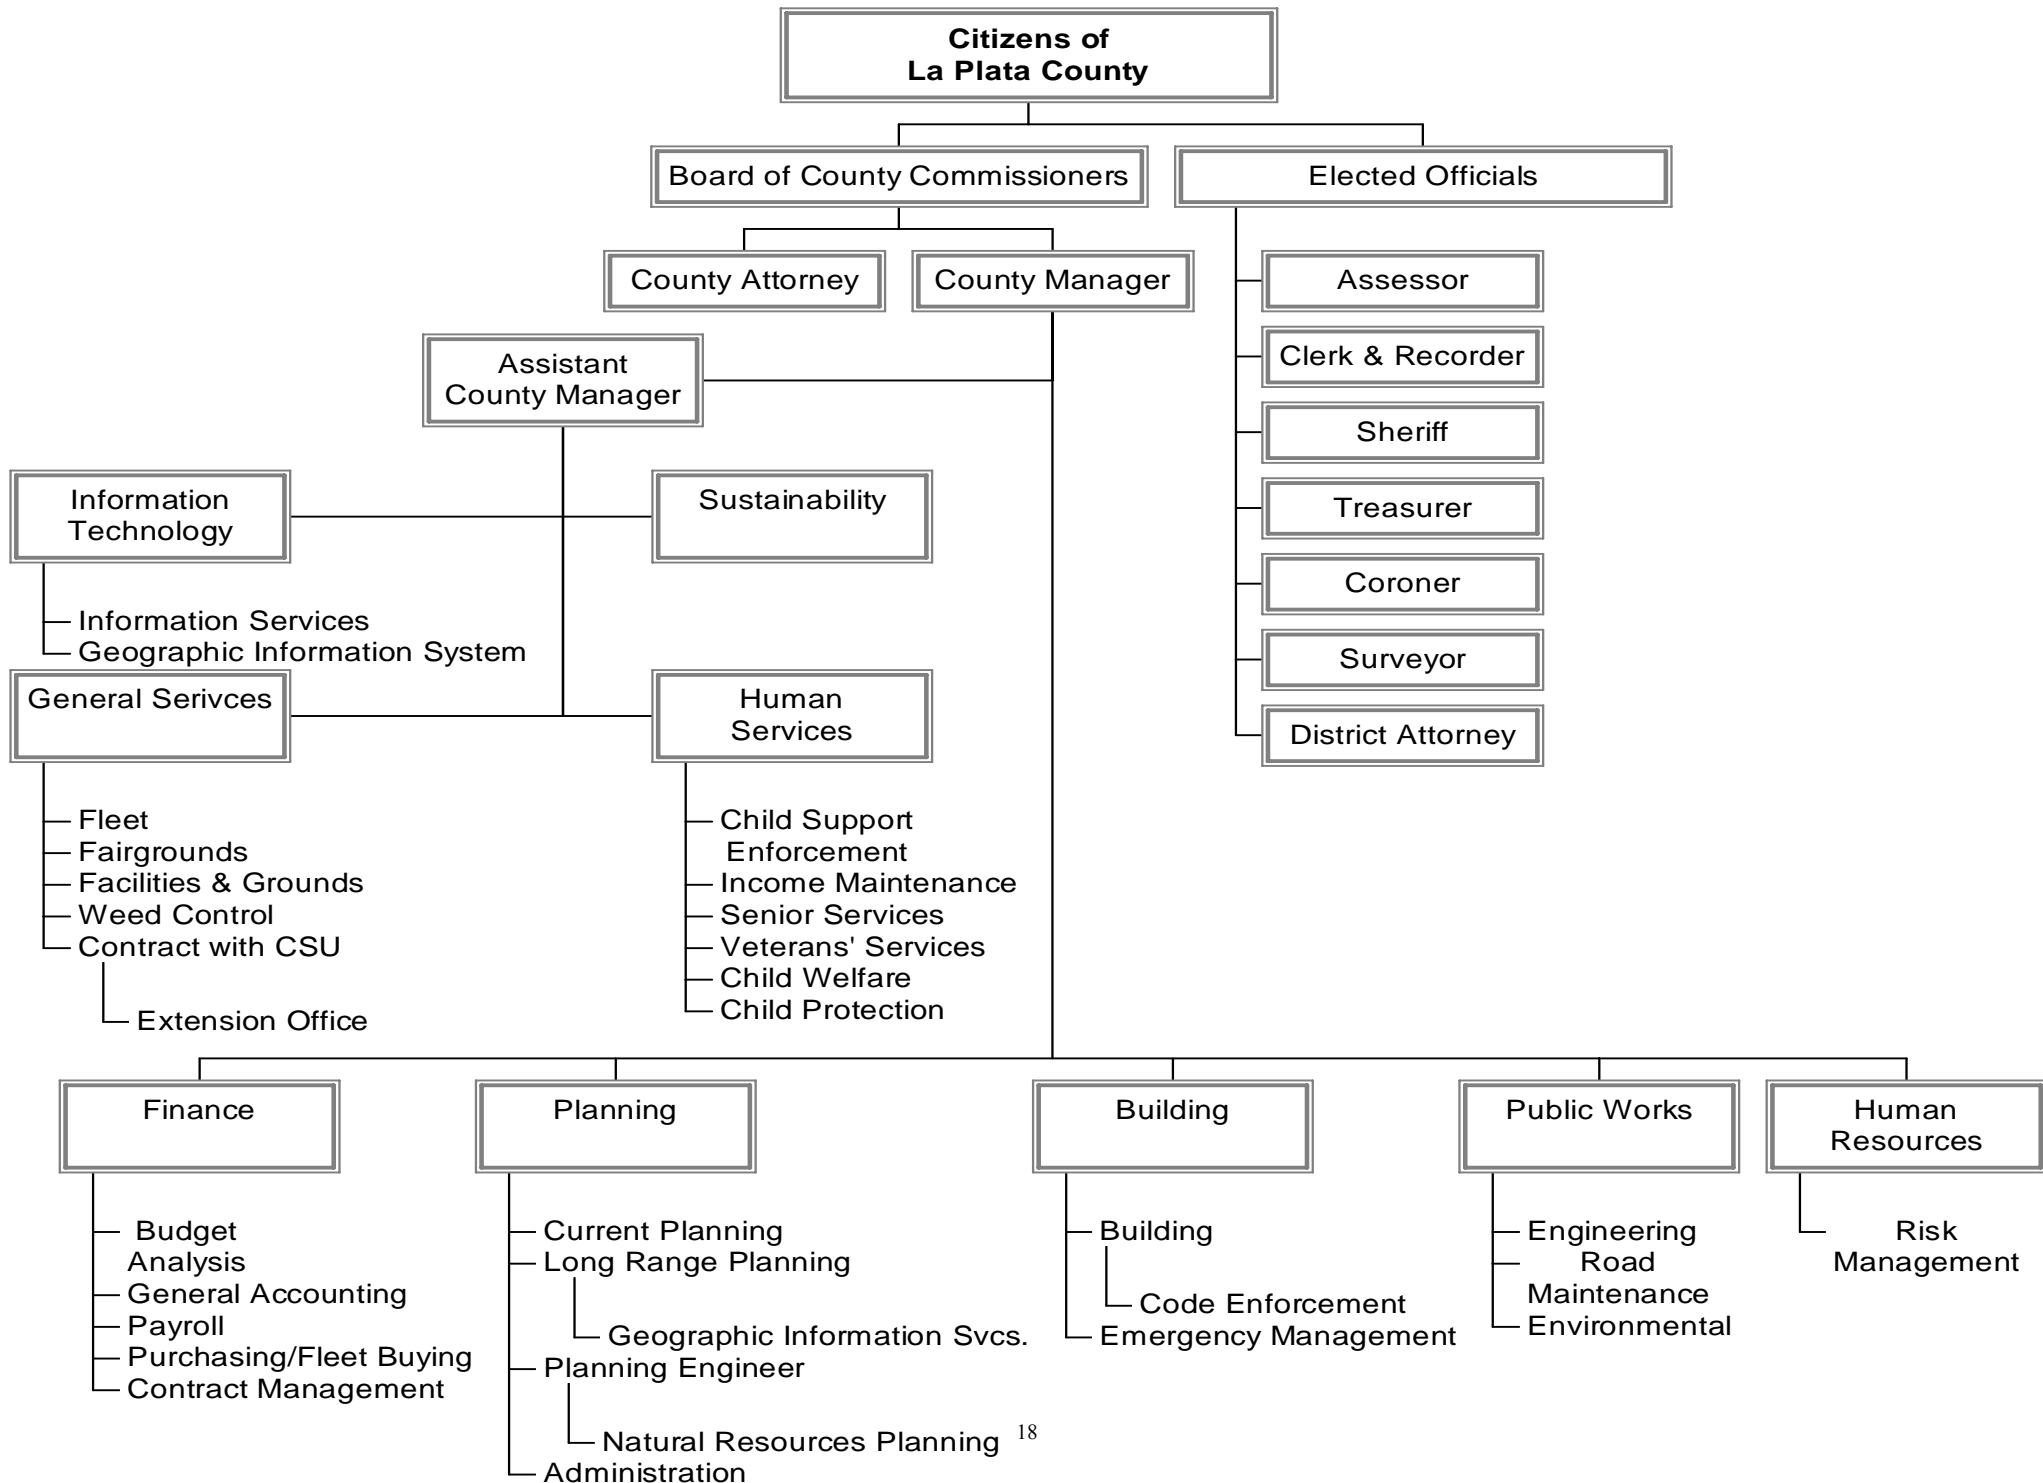 Citizens of
La Plata County
Board of County Commissioners
Elected Officials
County Attorney
County Manager
Assessor
Clerk & Recorder
Sheriff
Treasurer
Coroner
Surveyor
District Attorney
Assistant
County Manager
Information
Technology
Information Services
Geographic Information System
Sustainability
General Serivces
Fleet
Fairgrounds
Facilities & Grounds
Weed Control
Contract with CSU
Extension Office
Human
Services
Child Support
Enforcement
Income Maintenance
Senior Services
Veterans' Services
Child Welfare
Child Protection
Finance
Budget
Analysis
General Accounting
Payroll
Purchasing/Fleet Buying
Contract Management
Planning
Current Planning
Long Range Planning
Geographic Information Svcs.
Planning Engineer
Natural Resources Planning
Administration
Building
Building
Code Enforcement
Emergency Management
Public Works
Engineering
Road
Maintenance
Environmental
Human
Resources
Risk
Management
18